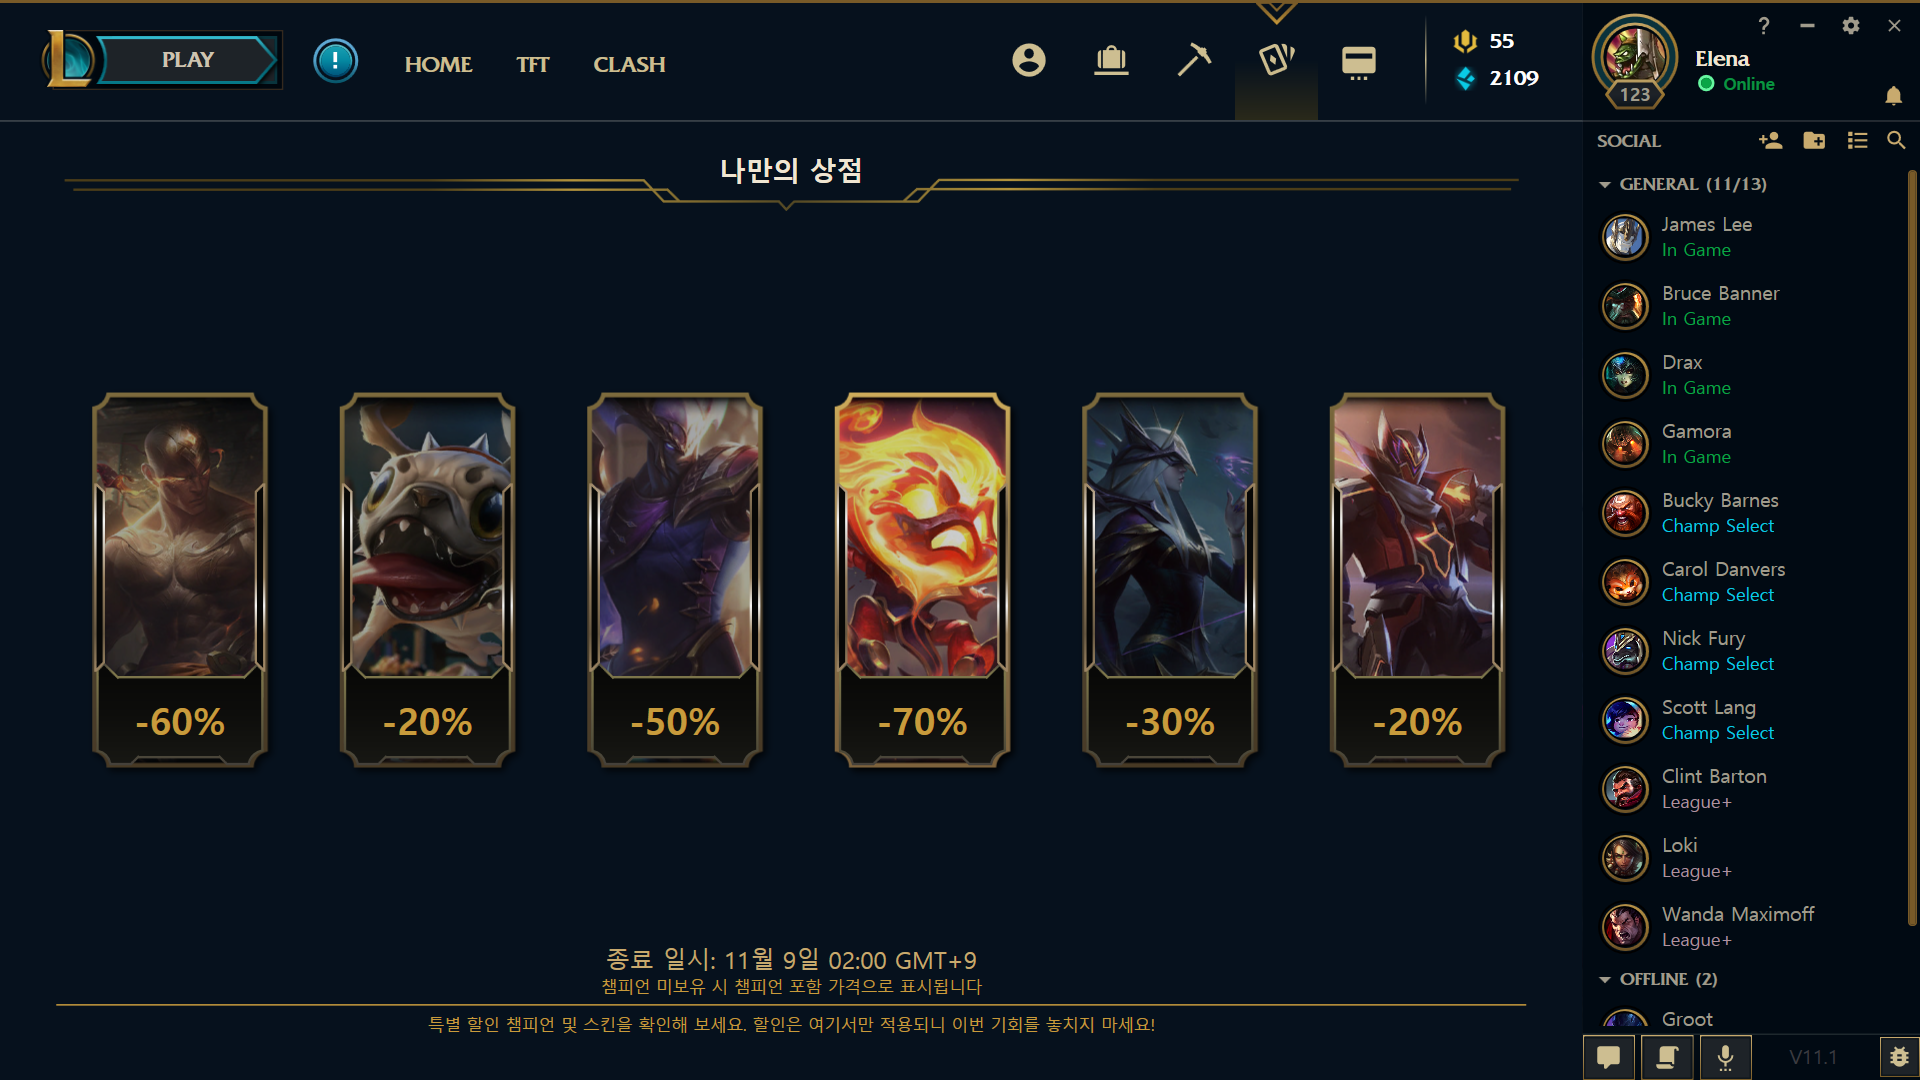 PLAY
!
HOME
TFT
CLASH
55
2109
?
Elena
Online
123
SOCIAL
GENERAL (11/13)
James Lee
In Game
Bruce Banner
In Game
Drax
In Game
Gamora
In Game
Bucky Barnes
Champ Select
Carol Danvers
Champ Select
Nick Fury
Champ Select
Scott Lang
Champ Select
Clint Barton
League+
Loki
League+
Wanda Maximoff
League+
OFFLINE (2)
Groot
V11.1
나만의 상점
-60%
-20%
-50%
-70%
-30%
-20%
종료 일시: 11월 9일 02:00 GMT+9
챔피언 미보유 시 챔피언 포함 가격으로 표시됩니다
특별 할인 챔피언 및 스킨을 확인해 보세요. 할인은 여기서만 적용되니 이번 기회를 놓치지 마세요!